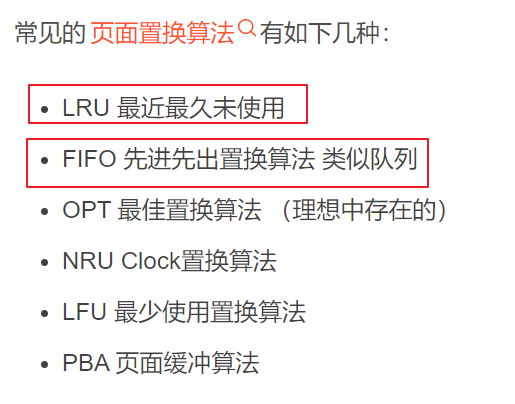 常见的 页面置换算法 有如下几种：
• LRU 最近最久未使用
• FIFO 先进先出置换算法 类似队列
• OPT 最佳置换算法 （理想中存在的）
• NRU Clock置换算法
• LFU 最少使用置换算法
• PBA 页面缓冲算法